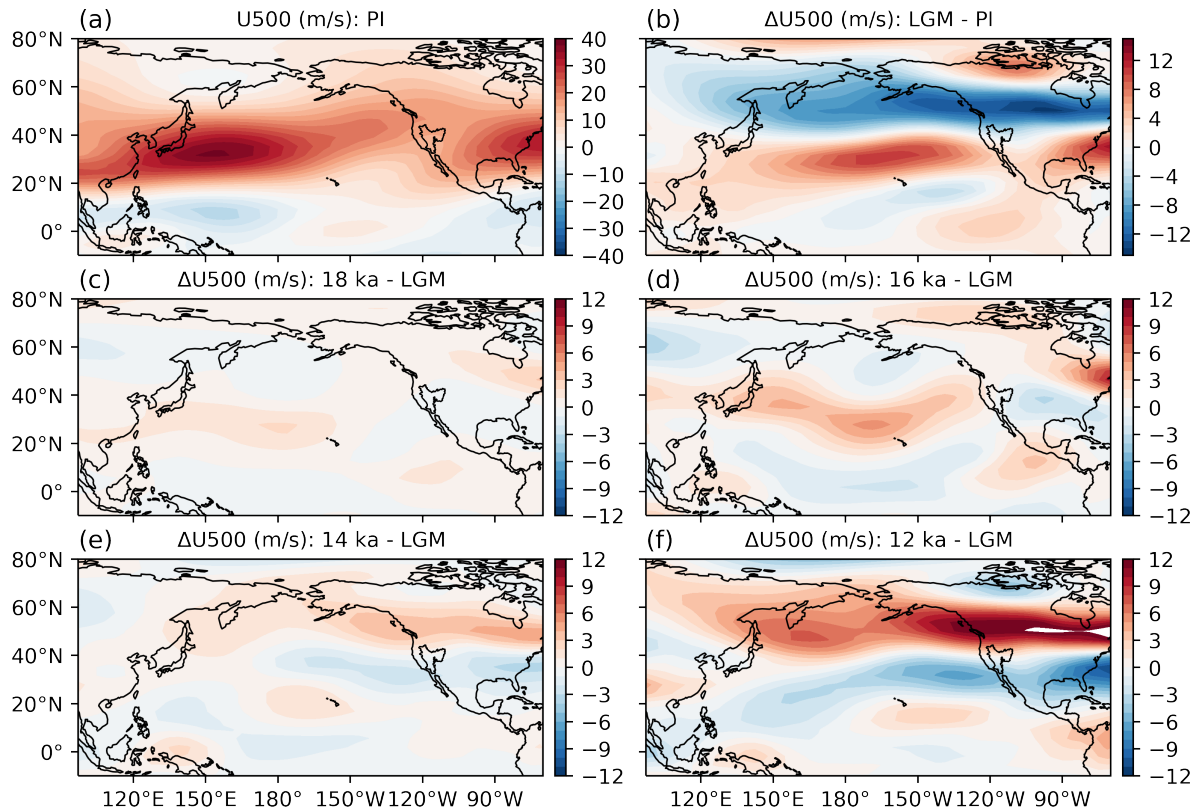 (a) U500 (m/s): PI
(b) ΔU500 (m/s): LGM - PI
80°N
60°N
40°N
20°N
0°
40
30
20
10
0
−10
−20
−30
−40
12
8
4
0
−4
−8
−12
(c) ΔU500 (m/s): 18 ka - LGM
(d) ΔU500 (m/s): 16 ka - LGM
80°N
60°N
40°N
20°N
0°
12
9
6
3
0
−3
−6
−9
−12
12
9
6
3
0
−3
−6
−9
−12
(e) ΔU500 (m/s): 14 ka - LGM
(f) ΔU500 (m/s): 12 ka - LGM
80°N
60°N
40°N
20°N
0°
12
9
6
3
0
−3
−6
−9
−12
12
9
6
3
0
−3
−6
−9
−12
120°E 150°E 180° 150°W 120°W 90°W
120°E 150°E 180° 150°W 120°W 90°W